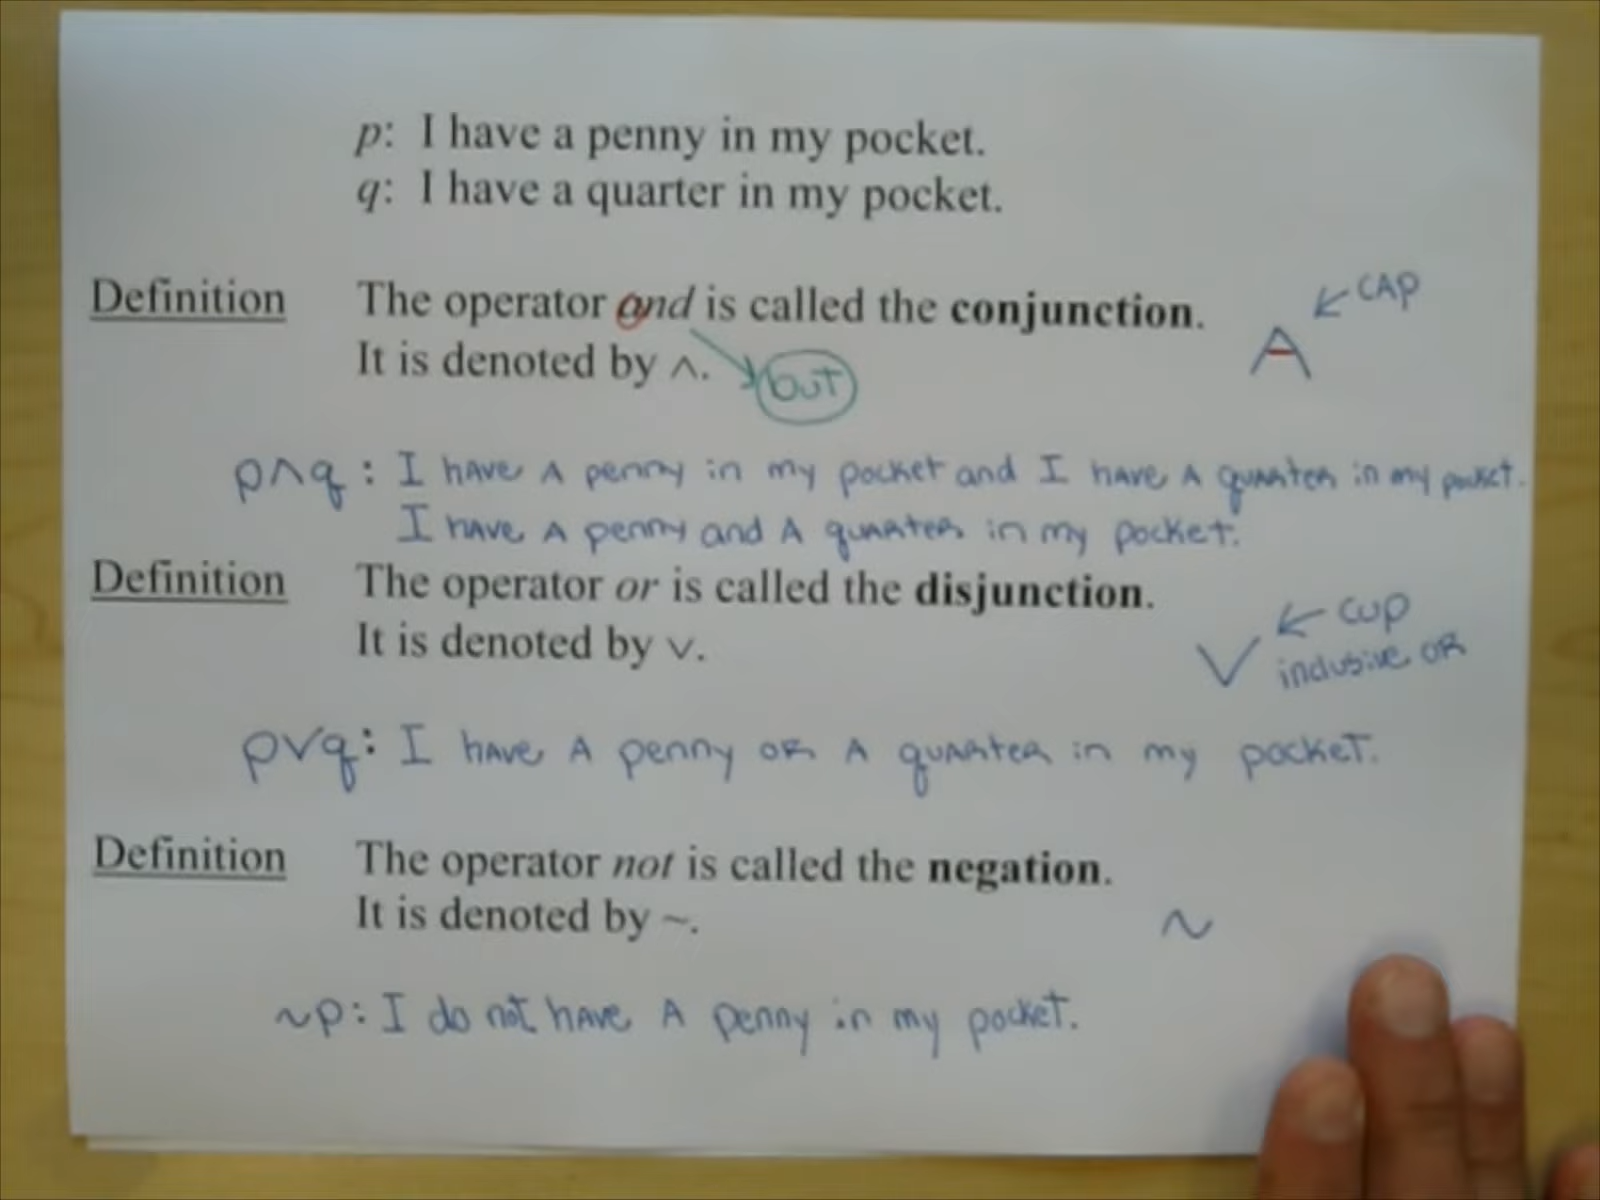 p: I have a penny in my pocket.
q: I have a quarter in my pocket.
Definition The operator and is called the conjunction.
← CAP
It is denoted by ∧.
but
A
p∧q: I HAVE A penny in my pocket and I HAVE A QUARTER in my pocket.
I HAVE A penny and A QUARTER in my pocket.
Definition The operator or is called the disjunction.
← CUP
It is denoted by ∨.
∨
inclusive OR
p∨q: I HAVE A penny OR A QUARTER in my pocket.
Definition The operator not is called the negation.
It is denoted by ~.
~
~p: I do not HAVE A penny in my pocket.